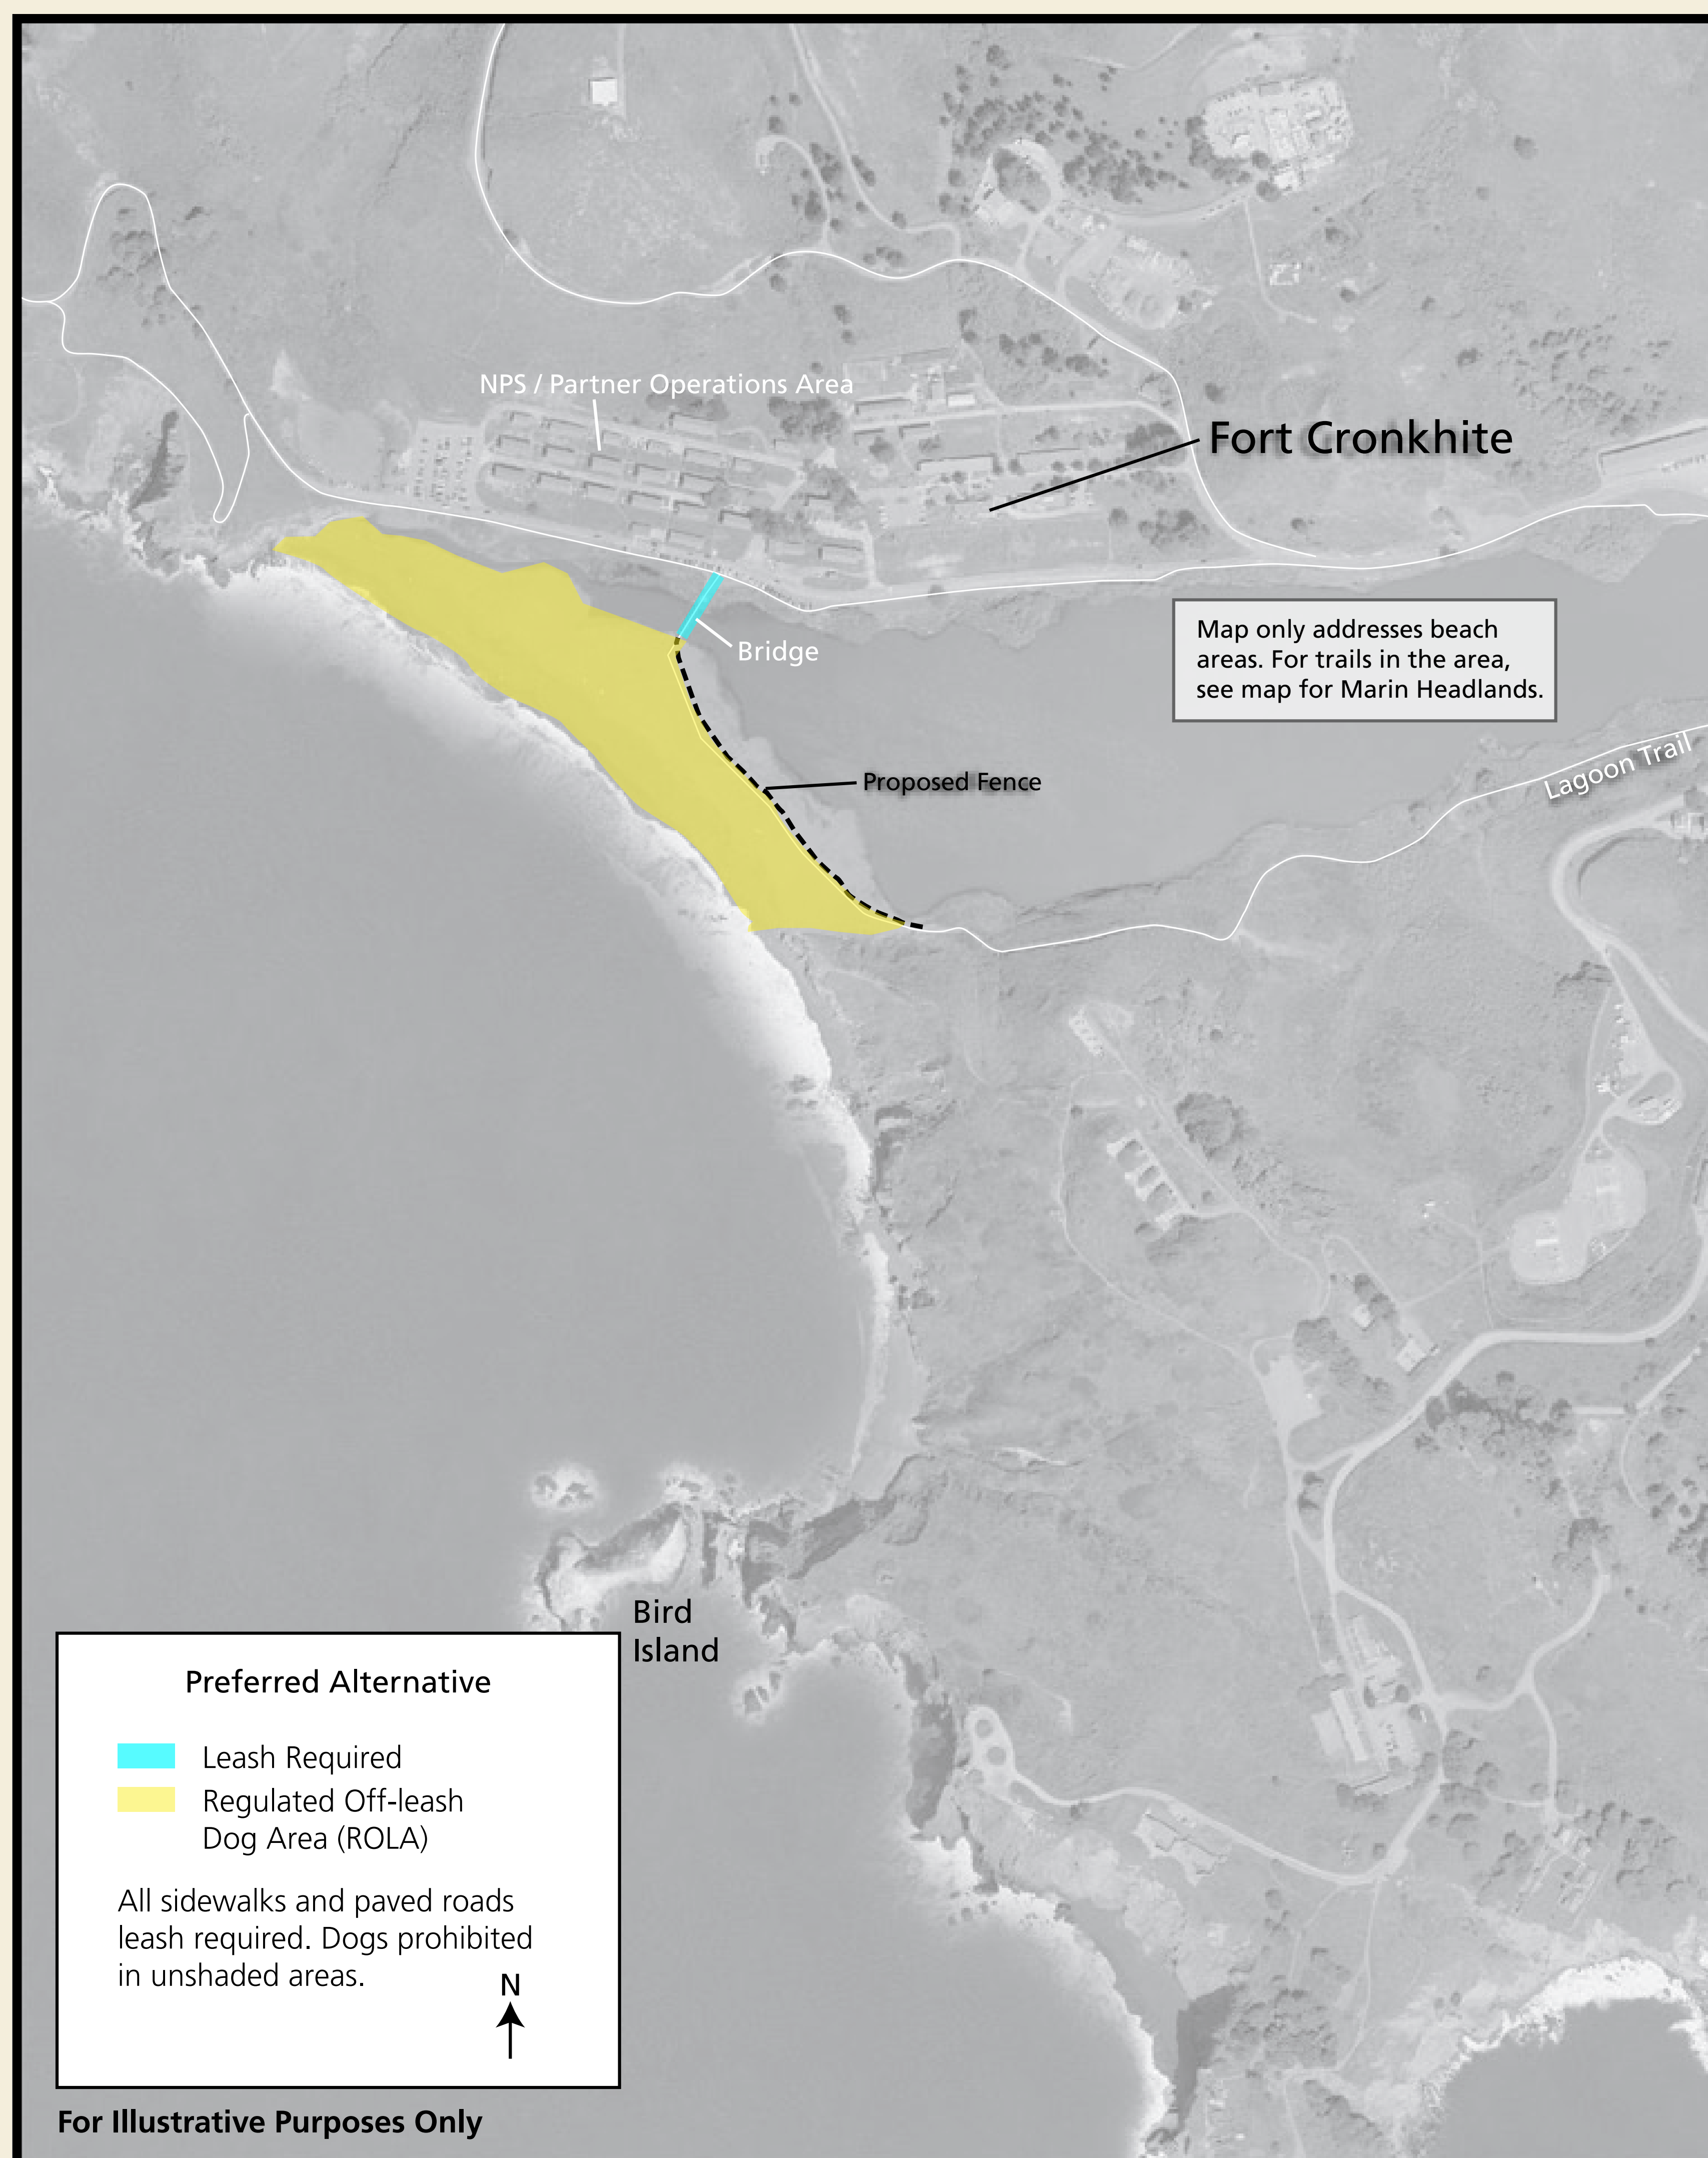 NPS / Partner Operations Area
Fort Cronkhite
Bridge
Map only addresses beach
areas. For trails in the area,
see map for Marin Headlands.
Lagoon Trail
Proposed Fence
Bird
Island
Preferred Alternative
Leash Required
Regulated Off-leash
Dog Area (ROLA)
All sidewalks and paved roads
leash required. Dogs prohibited
in unshaded areas.
N
For Illustrative Purposes Only